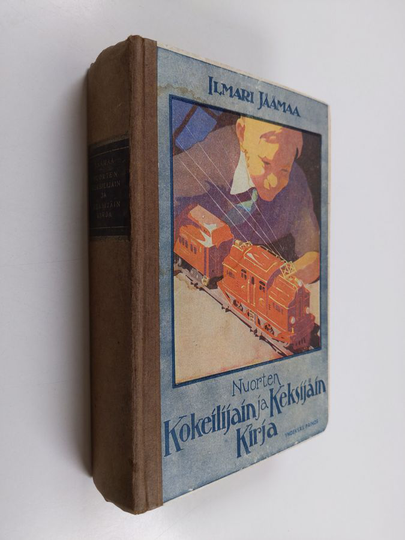 ILMARI JÄÄMAA
Nuorten
Kokeilijain ja Keksijäin
Kirja